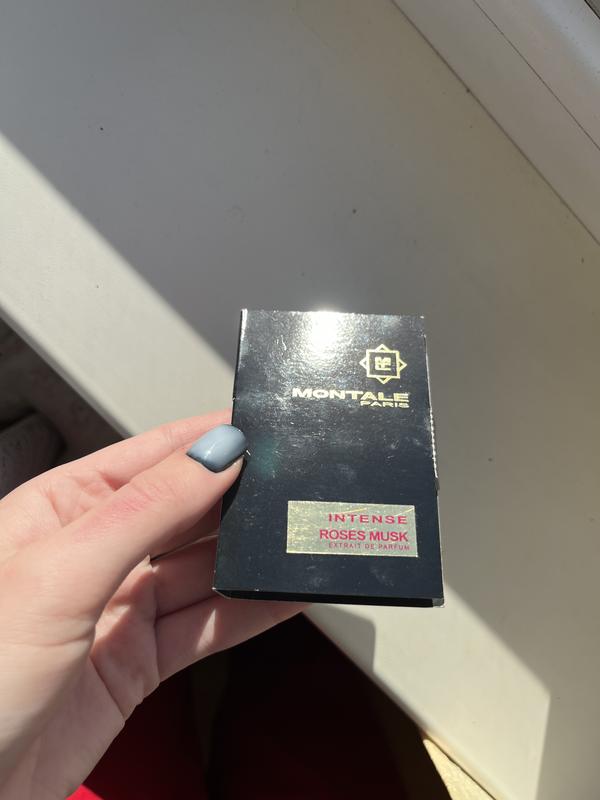 MONTALE
PARIS
INTENSE
ROSES MUSK
EXTRAIT DE PARFUM